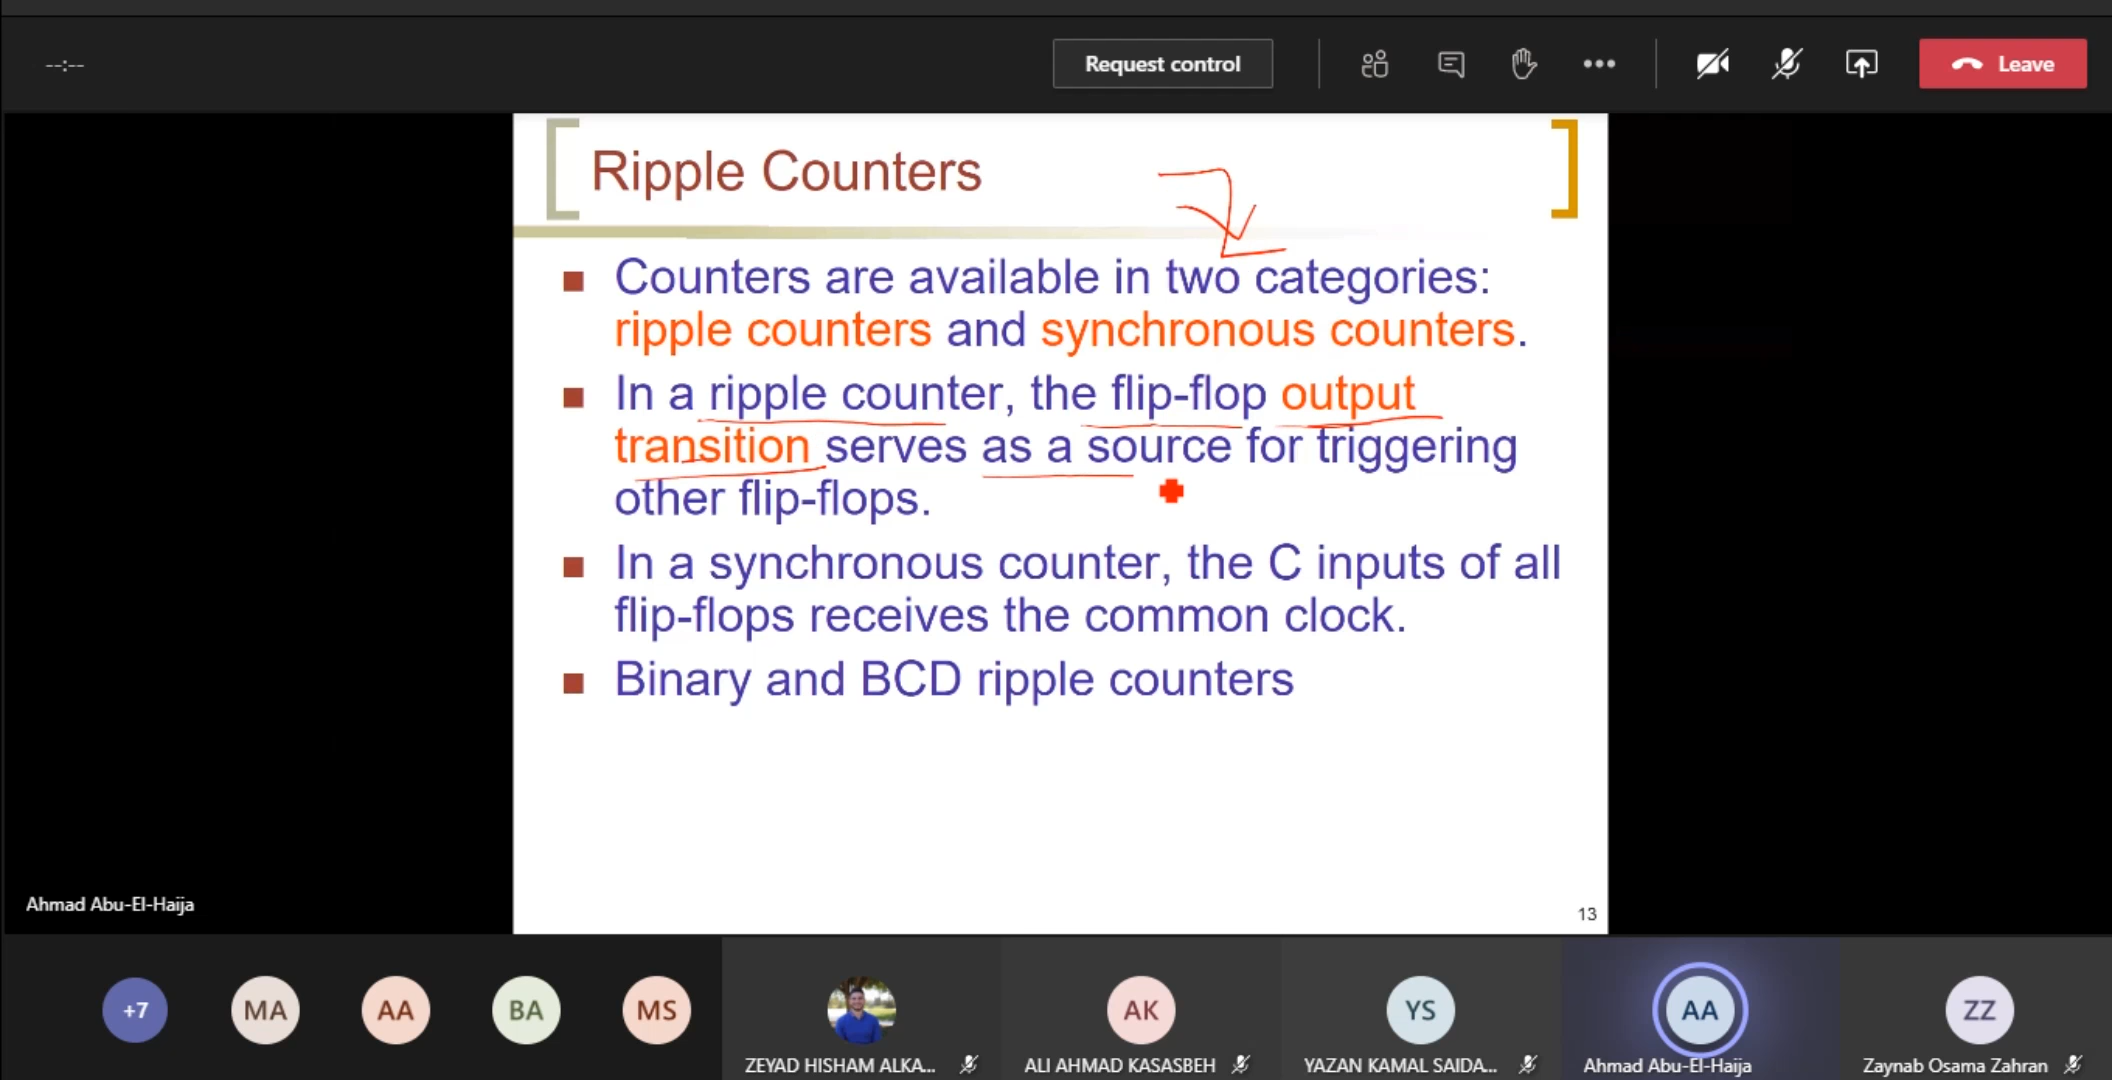 --:--
Request control
Leave
Ripple Counters
Counters are available in two categories:
ripple counters and synchronous counters.
In a ripple counter, the flip-flop output
transition serves as a source for triggering
other flip-flops.
In a synchronous counter, the C inputs of all
flip-flops receives the common clock.
Binary and BCD ripple counters
Ahmad Abu-El-Haija
13
+7
MA
AA
BA
MS
AK
YS
AA
ZZ
ZEYAD HISHAM ALKA...
ALI AHMAD KASASBEH
YAZAN KAMAL SAIDA...
Ahmad Abu-El-Haija
Zaynab Osama Zahran